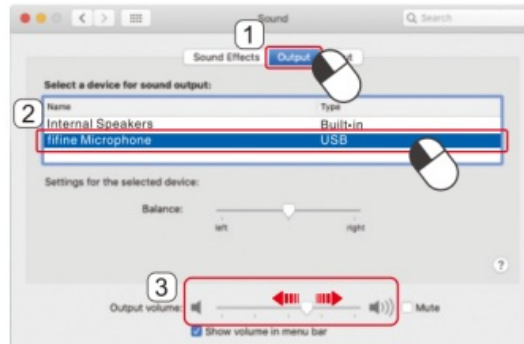 Sound
Search
1
Sound Effects
Output
Select a device for sound output:
2
Name
Type
Internal Speakers
Built-in
fifine Microphone
USB
Settings for the selected device:
Balance:
left
right
?
3
Output volume:
Mute
Show volume in menu bar